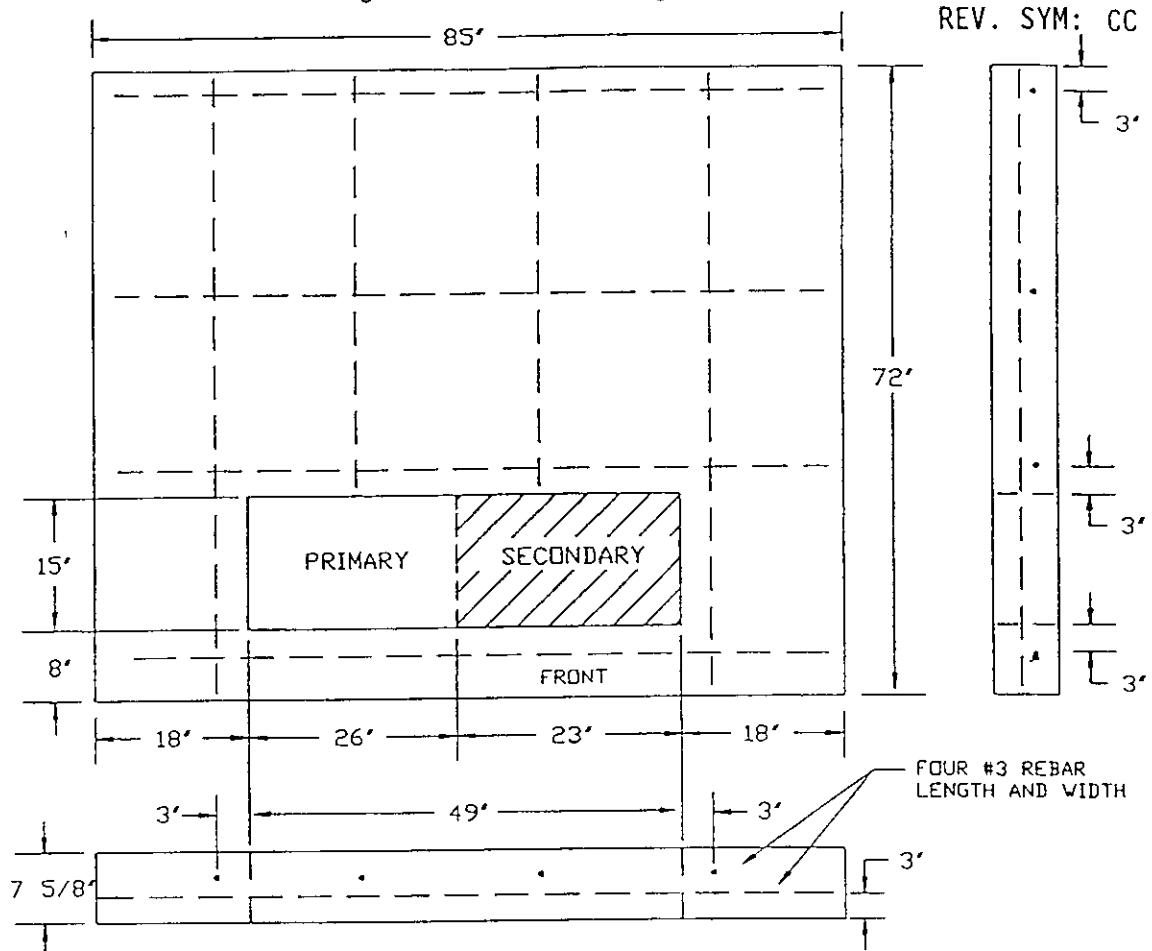 REV. SYM: CC
85'
3'
72'
3'
15'
PRIMARY
SECONDARY
8'
FRONT
3'
18'
26'
23'
18'
FOUR #3 REBAR
LENGTH AND WIDTH
3'
49'
3'
7 5/8'
3'